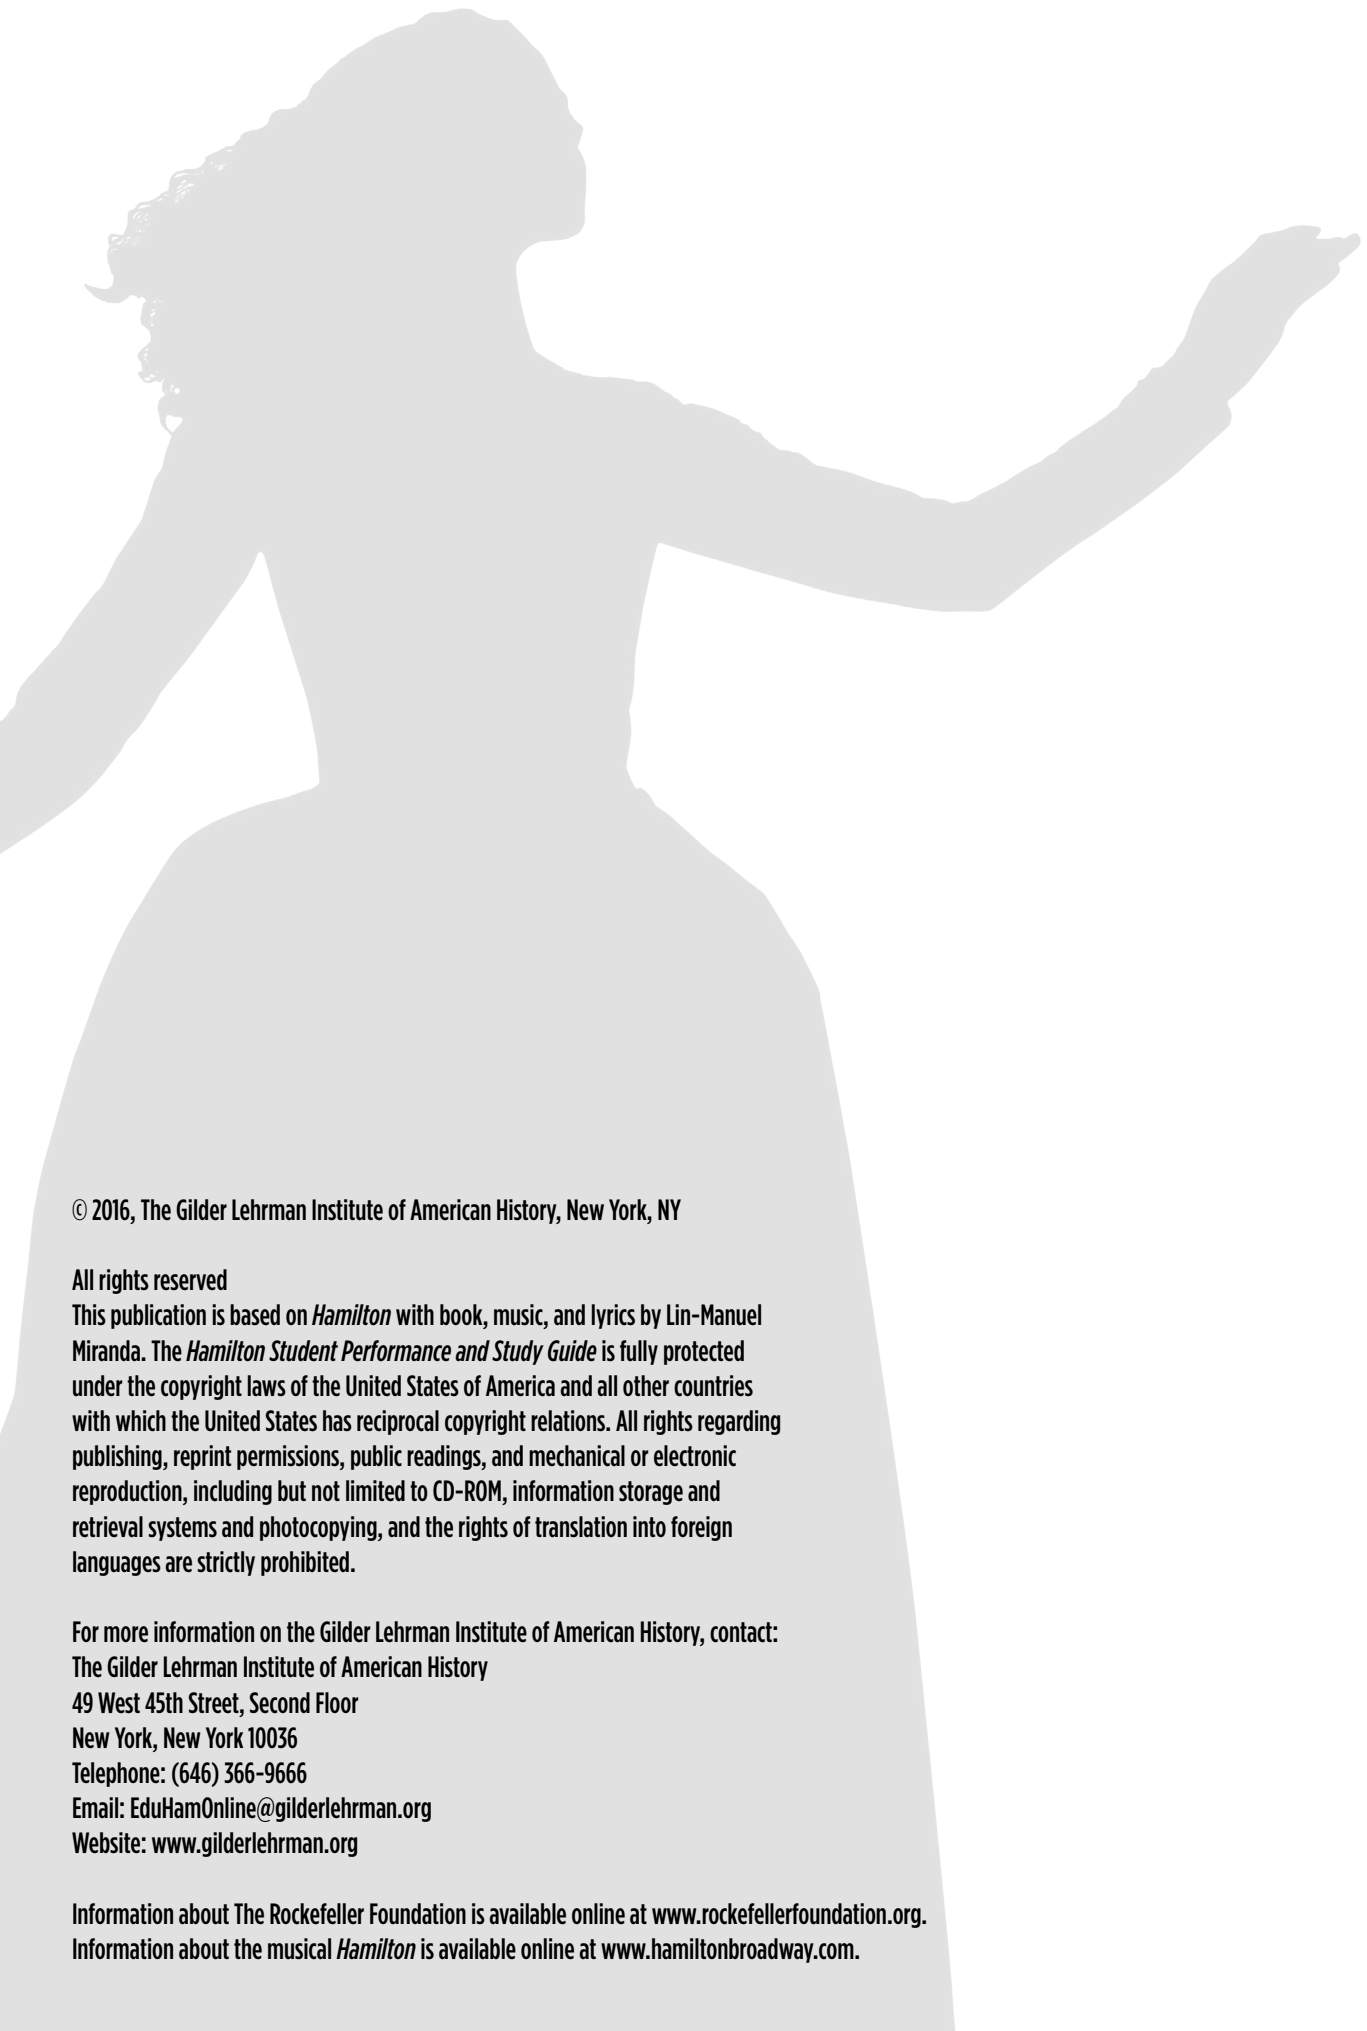 © 2016, The Gilder Lehrman Institute of American History, New York, NY
All rights reserved
This publication is based on Hamilton with book, music, and lyrics by Lin-Manuel
Miranda. The Hamilton Student Performance and Study Guide is fully protected
under the copyright laws of the United States of America and all other countries
with which the United States has reciprocal copyright relations. All rights regarding
publishing, reprint permissions, public readings, and mechanical or electronic
reproduction, including but not limited to CD-ROM, information storage and
retrieval systems and photocopying, and the rights of translation into foreign
languages are strictly prohibited.
For more information on the Gilder Lehrman Institute of American History, contact:
The Gilder Lehrman Institute of American History
49 West 45th Street, Second Floor
New York, New York 10036
Telephone: (646) 366-9666
Email: EduHamOnline@gilderlehrman.org
Website: www.gilderlehrman.org
Information about The Rockefeller Foundation is available online at www.rockefellerfoundation.org.
Information about the musical Hamilton is available online at www.hamiltonbroadway.com.